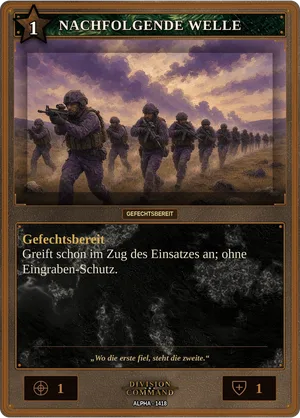 1
NACHFOLGENDE WELLE
GEFECHTSBEREIT
Gefechtsbereit
Greift schon im Zug des Einsatzes an; ohne
Eingraben-Schutz.
„Wo die erste fiel, steht die zweite.“
1
DIVISION
COMMAND
ALPHA - 1418
1